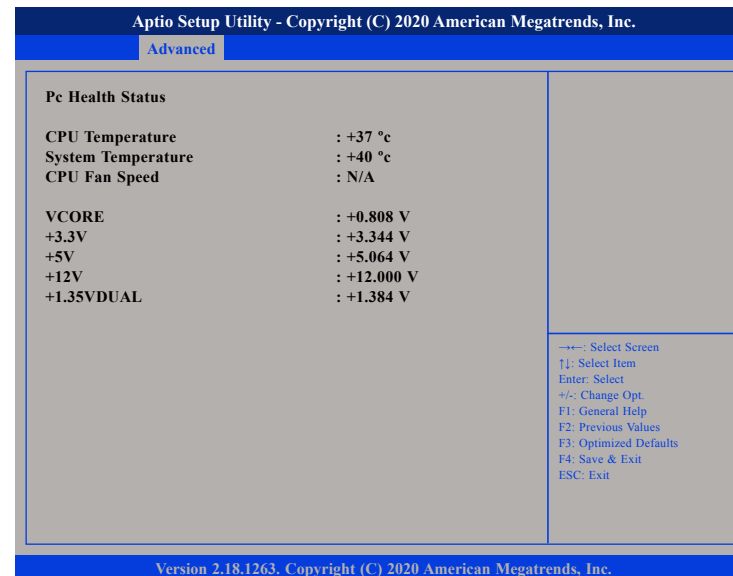 Aptio Setup Utility - Copyright (C) 2020 American Megatrends, Inc.
Advanced
Pc Health Status
CPU Temperature : +37 °c
System Temperature : +40 °c
CPU Fan Speed : N/A
VCORE : +0.808 V
+3.3V : +3.344 V
+5V : +5.064 V
+12V : +12.000 V
+1.35VDUAL : +1.384 V
→←: Select Screen
↑↓: Select Item
Enter: Select
+/-: Change Opt.
F1: General Help
F2: Previous Values
F3: Optimized Defaults
F4: Save & Exit
ESC: Exit
Version 2.18.1263. Copyright (C) 2020 American Megatrends, Inc.